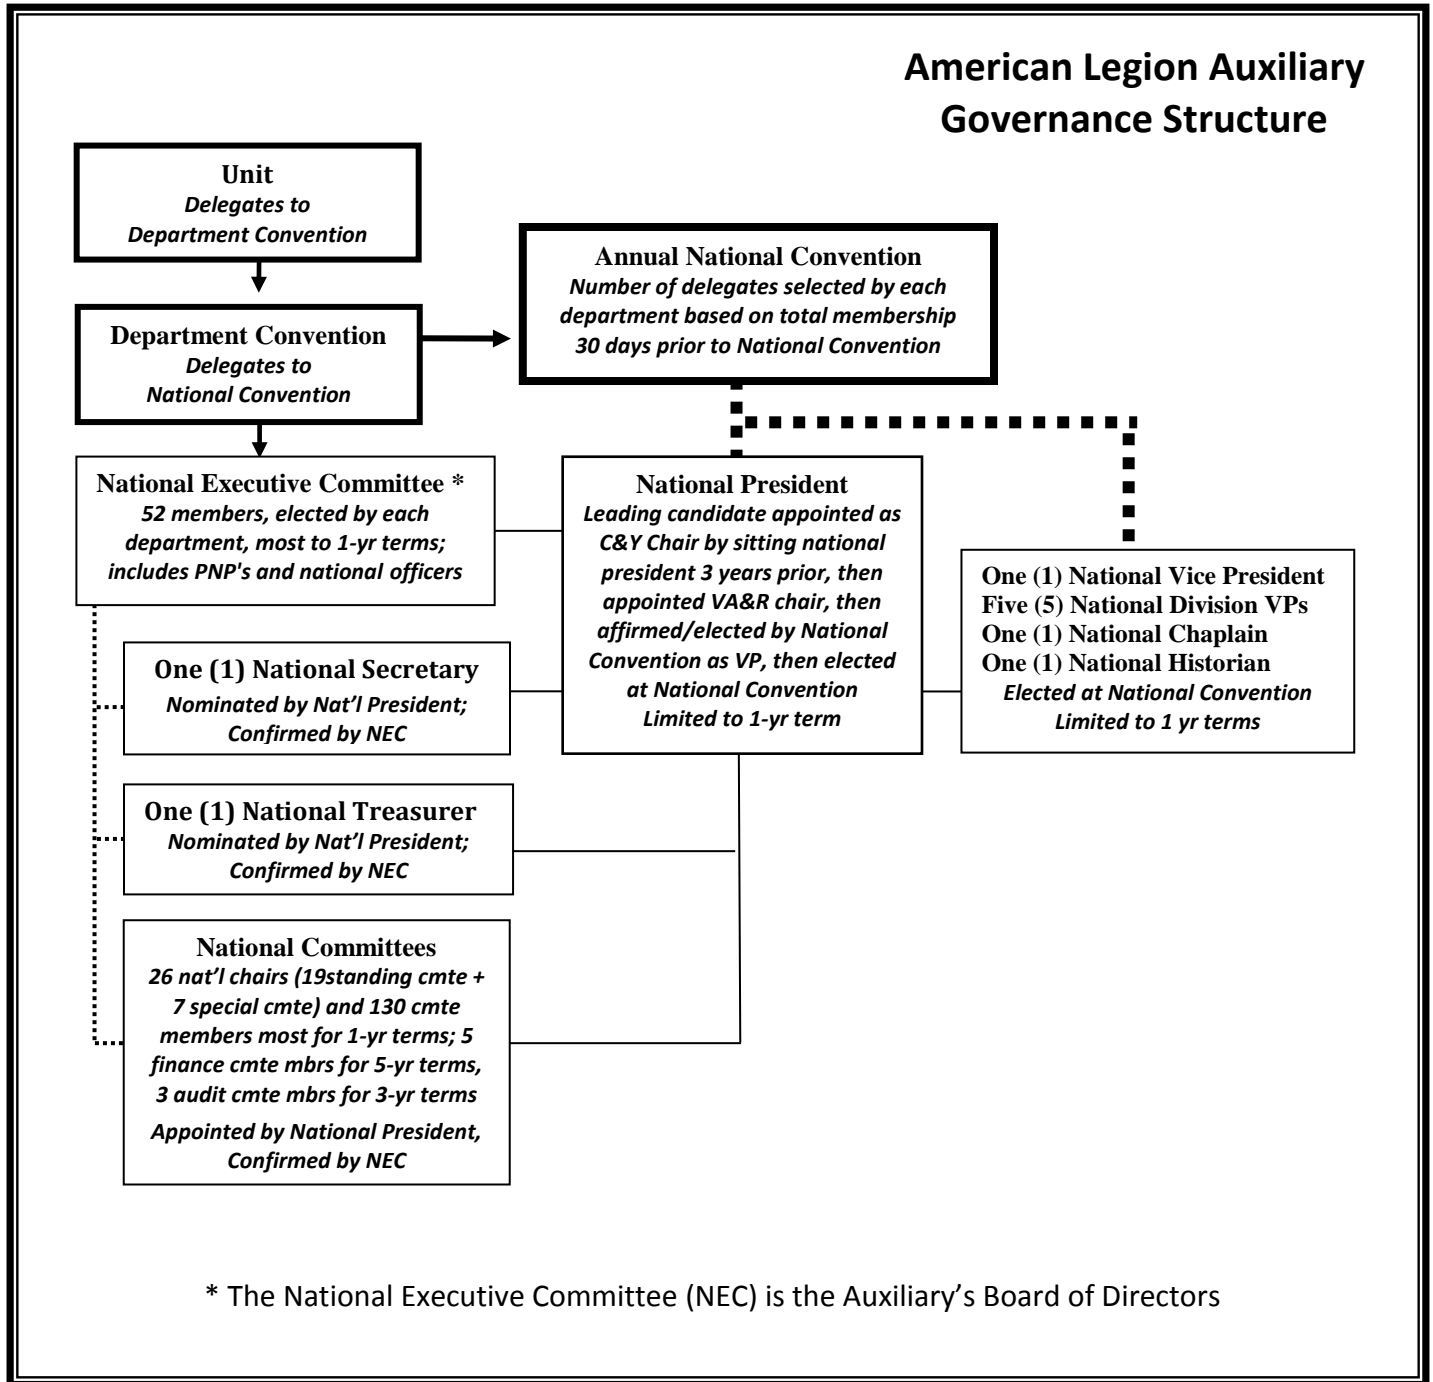 American Legion Auxiliary
Governance Structure
Unit
Delegates to
Department Convention
Annual National Convention
Number of delegates selected by each
department based on total membership
30 days prior to National Convention
Department Convention
Delegates to
National Convention
National Executive Committee *
52 members, elected by each
department, most to 1-yr terms;
includes PNP's and national officers
National President
Leading candidate appointed as
C&Y Chair by sitting national
president 3 years prior, then
appointed VA&R chair, then
affirmed/elected by National
Convention as VP, then elected
at National Convention
Limited to 1-yr term
One (1) National Vice President
Five (5) National Division VPs
One (1) National Chaplain
One (1) National Historian
Elected at National Convention
Limited to 1 yr terms
One (1) National Secretary
Nominated by Nat’l President;
Confirmed by NEC
One (1) National Treasurer
Nominated by Nat’l President;
Confirmed by NEC
National Committees
26 nat’l chairs (19standing cmte +
7 special cmte) and 130 cmte
members most for 1-yr terms; 5
finance cmte mbrs for 5-yr terms,
3 audit cmte mbrs for 3-yr terms
Appointed by National President,
Confirmed by NEC
* The National Executive Committee (NEC) is the Auxiliary’s Board of Directors